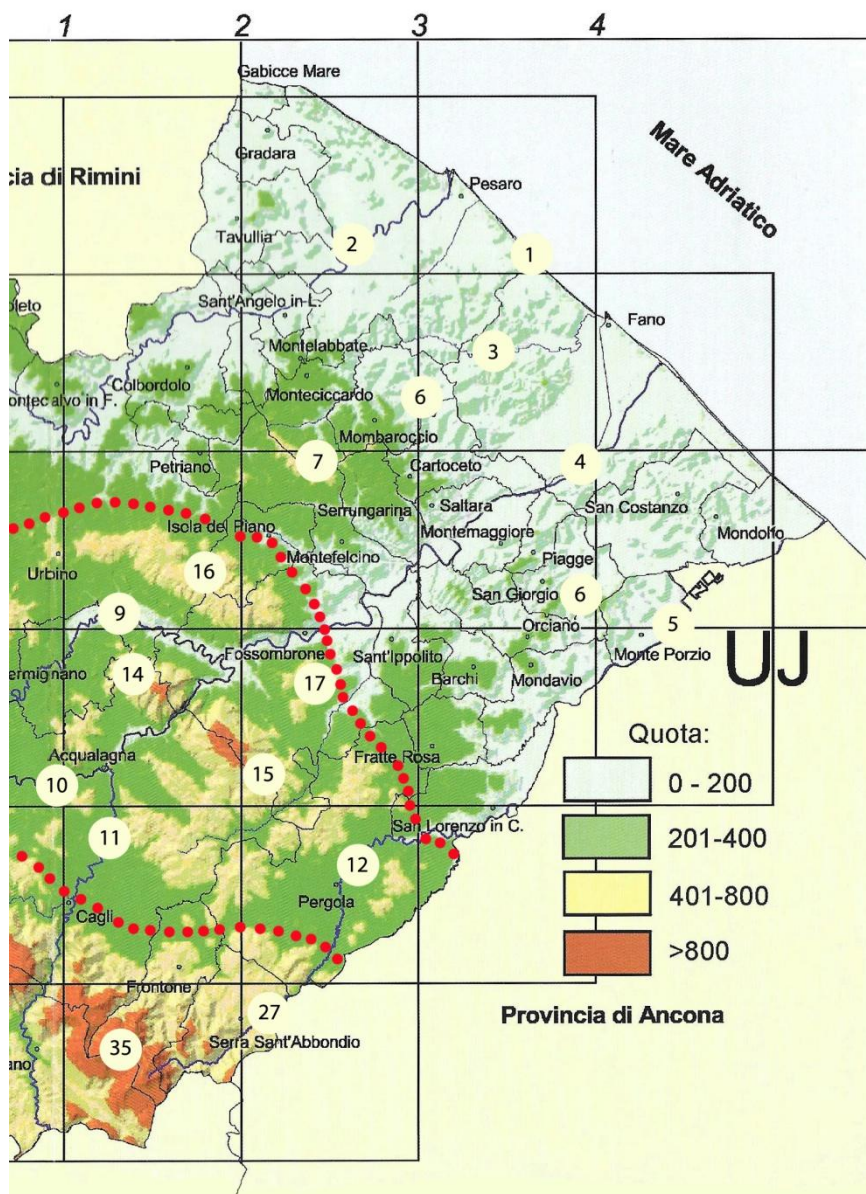 1 2 3 4
Gabicce Mare
Gradara
cia di Rimini
Mare Adriatico
Pesaro
Tavullia
2
1
Sant'Angelo in L.
oleto
Fano
Montelabbate
3
Colbordolo
Monteciccardo
ontecalvo in F.
6
Mombaroccio
Petriano
7
Cartoceto
4
Saltara
San Costanzo
Serrungarina
Isola del Piano
Montemaggiore
Mondolfo
Montefelcino
Piagge
Urbino
16
San Giorgio
6
9
Orciano
5
Fossombrone
Sant'Ippolito
Monte Porzio
UJ
ermignano
14
17
Barchi
Mondavio
Acqualagna
Fratte Rosa
Quota:
10
15
0 - 200
11
San Lorenzo in C.
201-400
12
Pergola
401-800
Cagli
>800
Frontone
27
Provincia di Ancona
35
Serra Sant'Abbondio
ano